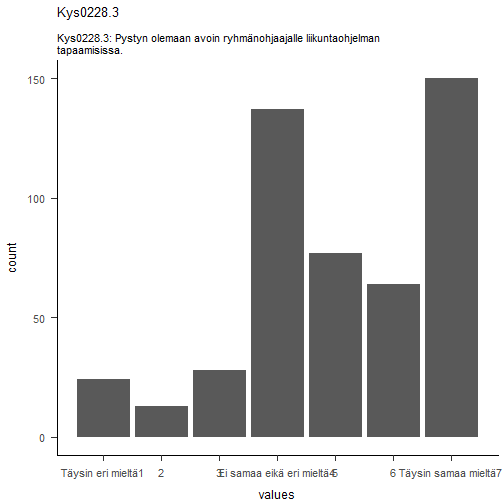 Kys0228.3
Kys0228.3: Pystyn olemaan avoin ryhmänohjaajalle liikuntaohjelman
tapaamisissa.
150
100
50
0
count
Täysin eri mieltä1 2 3 Ei samaa eikä eri mieltä4 5 6 Täysin samaa mieltä7
values